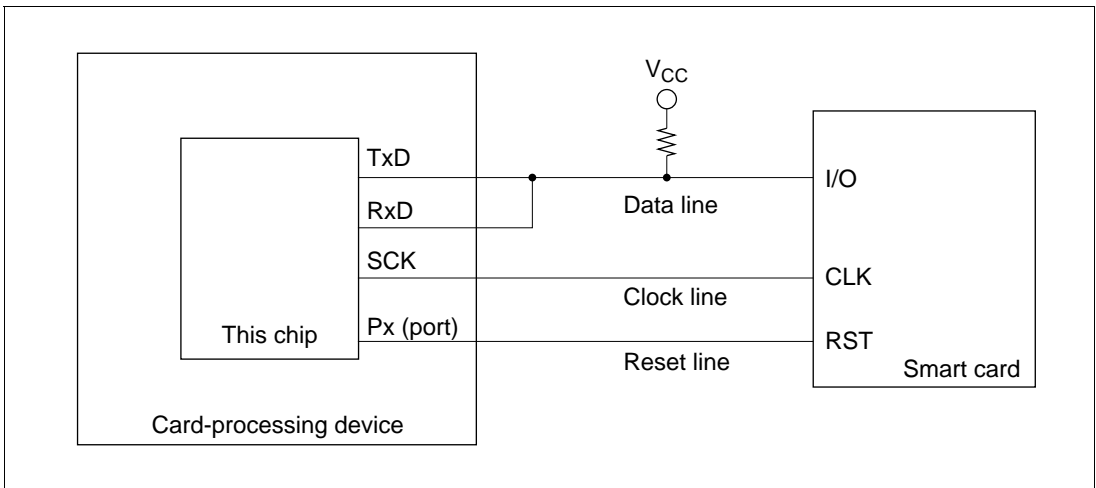 VCC
TxD
I/O
RxD
Data line
SCK
CLK
Clock line
Px (port)
This chip
RST
Reset line
Smart card
Card-processing device